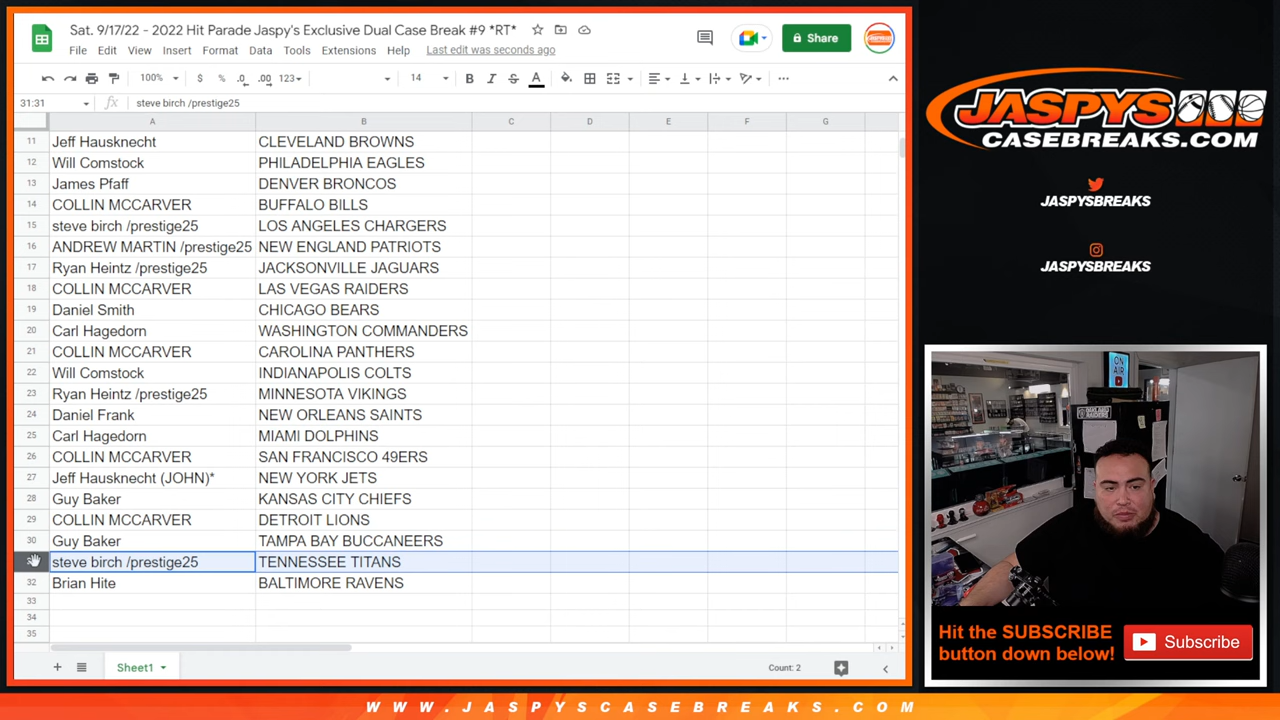 Sat. 9/17/22 - 2022 Hit Parade Jaspy's Exclusive Dual Case Break #9 *RT*
Share
File Edit View Format Data Tools Extensions Help Last edit was seconds ago
100% $ % .0 .00 123 14 B I S A
31:31 fx steve birch /prestige25
A B C D E F G
11 Jeff Hausknecht CLEVELAND BROWNS
12 Will Comstock PHILADELPHIA EAGLES
13 James Pfaff DENVER BRONCOS
14 COLLIN MCCARVER BUFFALO BILLS
15 steve birch /prestige25 LOS ANGELES CHARGERS
16 ANDREW MARTIN /prestige25 NEW ENGLAND PATRIOTS
17 Ryan Heintz /prestige25 JACKSONVILLE JAGUARS
18 COLLIN MCCARVER LAS VEGAS RAIDERS
19 Daniel Smith CHICAGO BEARS
20 Carl Hagedorn WASHINGTON COMMANDERS
21 COLLIN MCCARVER CAROLINA PANTHERS
22 Will Comstock INDIANAPOLIS COLTS
23 Ryan Heintz /prestige25 MINNESOTA VIKINGS
24 Daniel Frank NEW ORLEANS SAINTS
25 Carl Hagedorn MIAMI DOLPHINS
26 COLLIN MCCARVER SAN FRANCISCO 49ERS
27 Jeff Hausknecht (JOHN)* NEW YORK JETS
28 Guy Baker KANSAS CITY CHIEFS
29 COLLIN MCCARVER DETROIT LIONS
30 Guy Baker TAMPA BAY BUCCANEERS
steve birch /prestige25 TENNESSEE TITANS
32 Brian Hite BALTIMORE RAVENS
33
34
35
Sheet1
Count: 2
JASPYS
CASEBREAKS.COM
JASPYSBREAKS
JASPYSBREAKS
ON
AIR
Hit the SUBSCRIBE
button down below!
Subscribe
WWW.JASPYSCASEBREAKS.COM